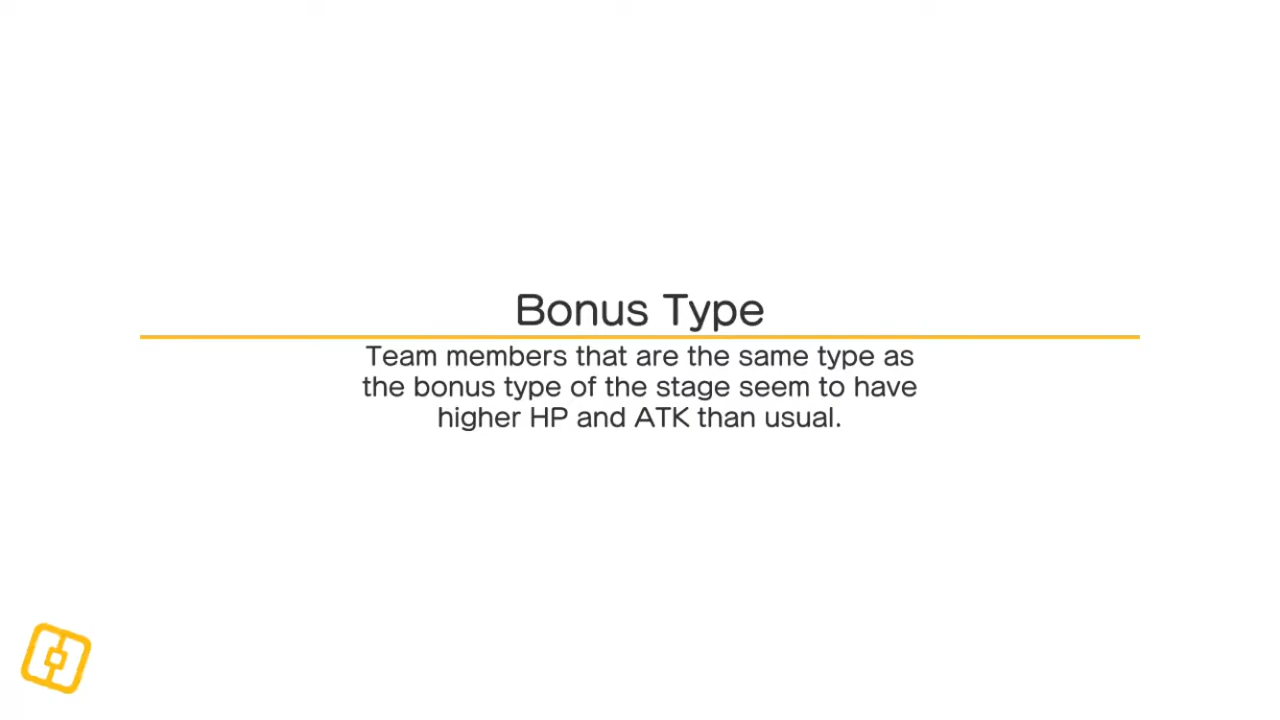 Bonus Type
Team members that are the same type as
the bonus type of the stage seem to have
higher HP and ATK than usual.